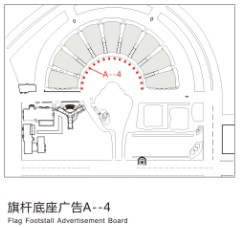 A--4
旗杆底座广告A--4
Flag Footstall Advertisement Board